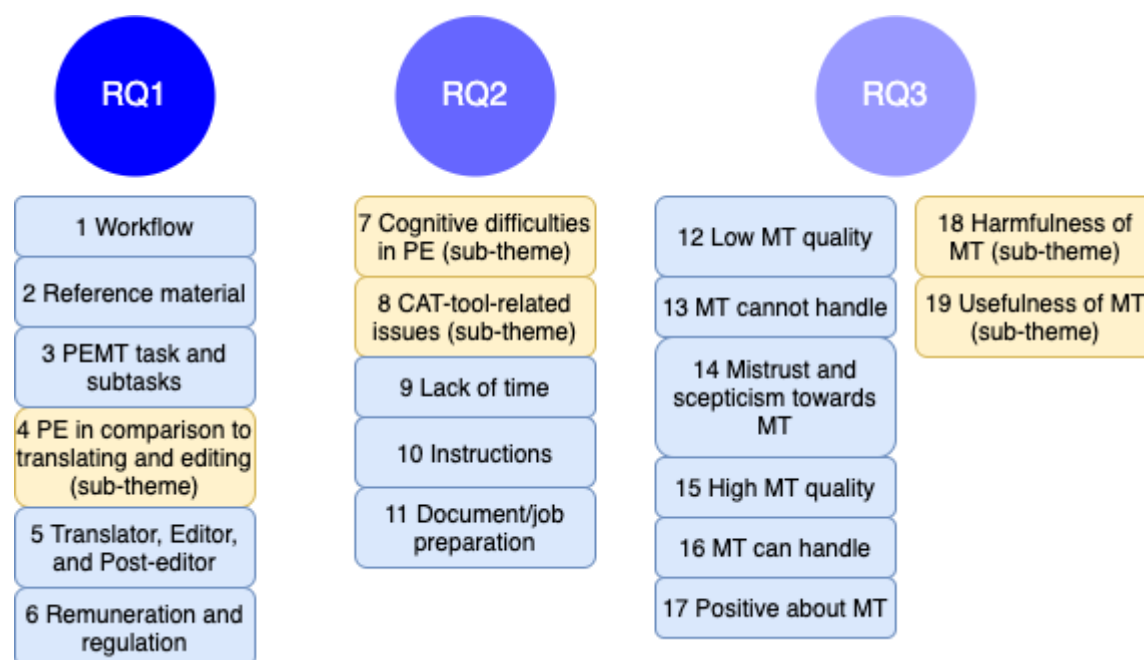 RQ1
1 Workflow
2 Reference material
3 PEMT task and
subtasks
4 PE in comparison to
translating and editing
(sub-theme)
5 Translator, Editor,
and Post-editor
6 Remuneration and
regulation
RQ2
7 Cognitive difficulties
in PE (sub-theme)
8 CAT-tool-related
issues (sub-theme)
9 Lack of time
10 Instructions
11 Document/job
preparation
RQ3
12 Low MT quality
13 MT cannot handle
14 Mistrust and
scepticism towards
MT
15 High MT quality
16 MT can handle
17 Positive about MT
18 Harmfulness of
MT (sub-theme)
19 Usefulness of MT
(sub-theme)